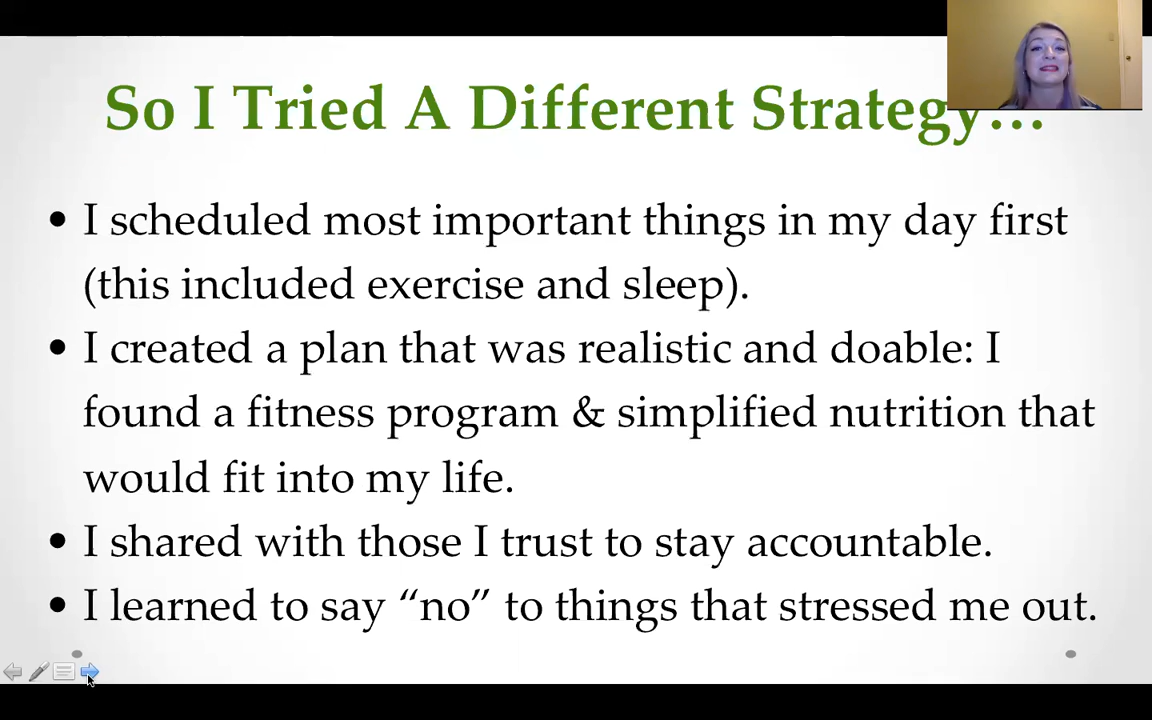 So I Tried A Different Strategy…
• I scheduled most important things in my day first
(this included exercise and sleep).
• I created a plan that was realistic and doable: I
found a fitness program & simplified nutrition that
would fit into my life.
• I shared with those I trust to stay accountable.
• I learned to say “no” to things that stressed me out.